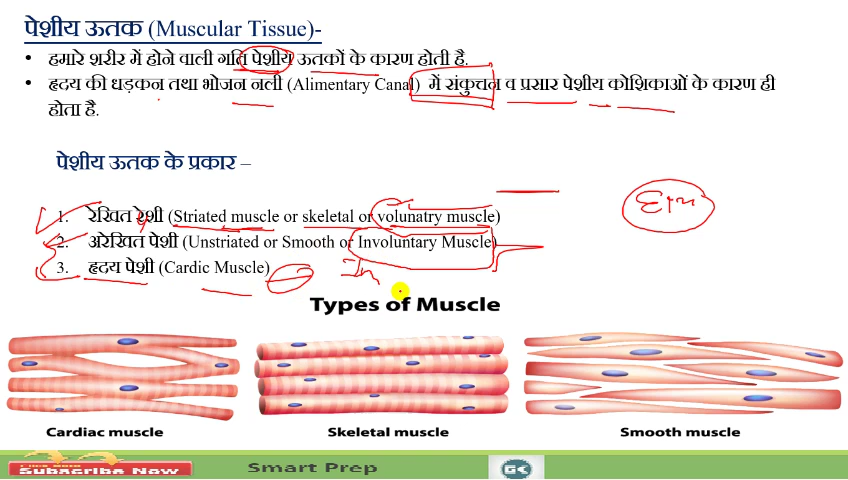 पेशीय ऊतक (Muscular Tissue)-
• हमारे शरीर में होने वाली गति पेशीय ऊतकों के कारण होती है.
• हृदय की धड़कन तथा भोजन नली (Alimentary Canal) में संकुचन व प्रसार पेशीय कोशिकाओं के कारण ही
होता है.
पेशीय ऊतक के प्रकार –
1. रेखित पेशी (Striated muscle or skeletal or volunatry muscle)
2. अरेखित पेशी (Unstriated or Smooth or Involuntary Muscle)
3. हृदय पेशी (Cardic Muscle)
In
Types of Muscle
Cardiac muscle Skeletal muscle Smooth muscle
Subscribe Now Smart Prep GK